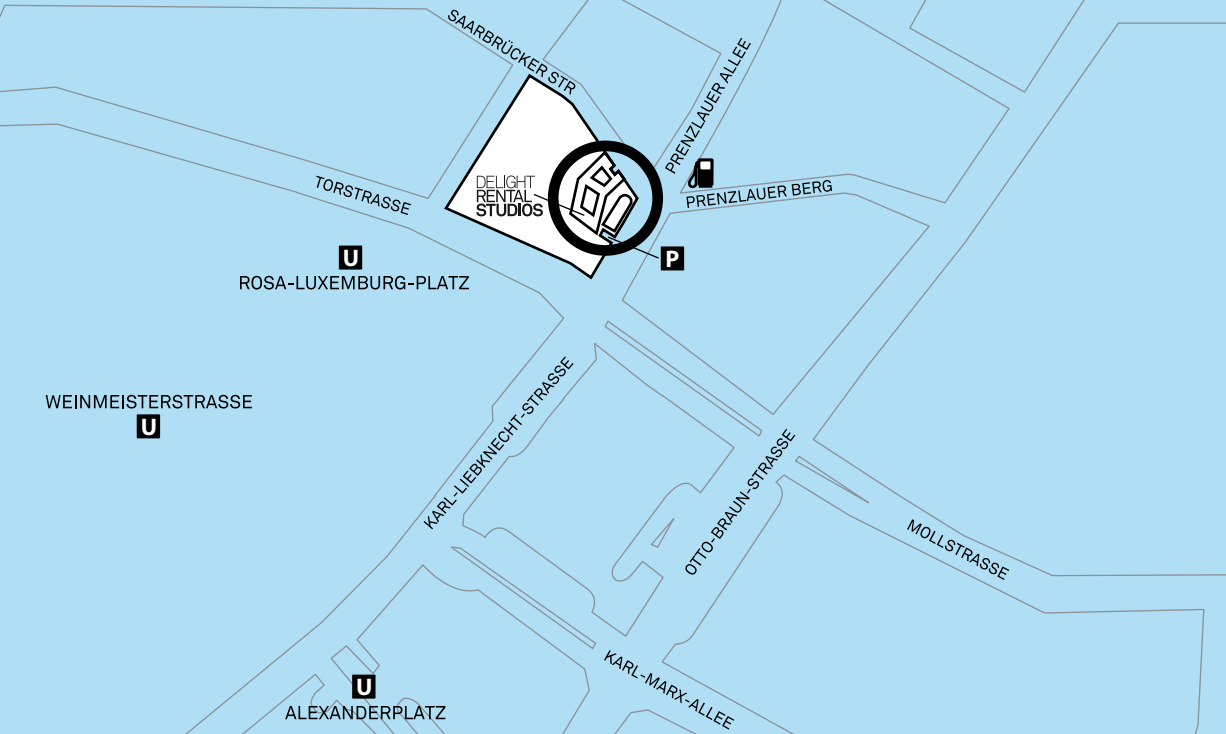 SAARBRÜCKER STR
PRENZLAUER ALLEE
TORSTRASSE
DELIGHT
RENTAL
STUDIOS
PRENZLAUER BERG
P
U
ROSA-LUXEMBURG-PLATZ
WEINMEISTERSTRASSE
U
KARL-LIEBKNECHT-STRASSE
OTTO-BRAUN-STRASSE
MOLLSTRASSE
KARL-MARX-ALLEE
U
ALEXANDERPLATZ